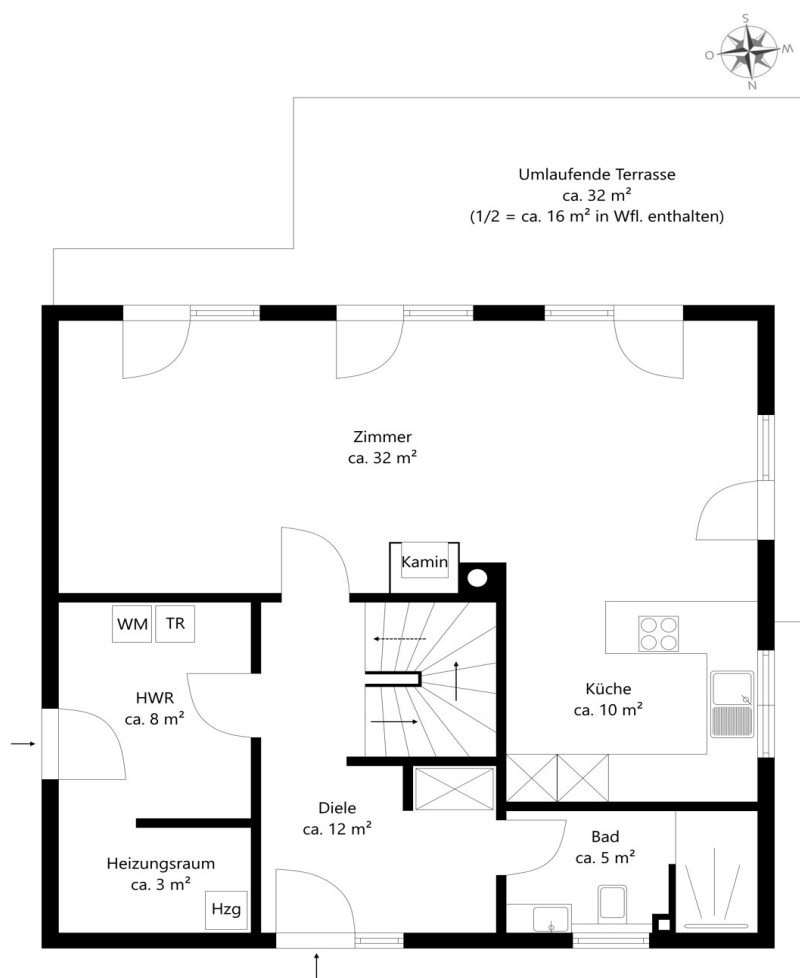 S
O
W
N
Umlaufende Terrasse
ca. 32 m²
(1/2 = ca. 16 m² in Wfl. enthalten)
Zimmer
ca. 32 m²
Kamin
WM
TR
HWR
ca. 8 m²
Küche
ca. 10 m²
Diele
ca. 12 m²
Bad
ca. 5 m²
Heizungsraum
ca. 3 m²
Hzg